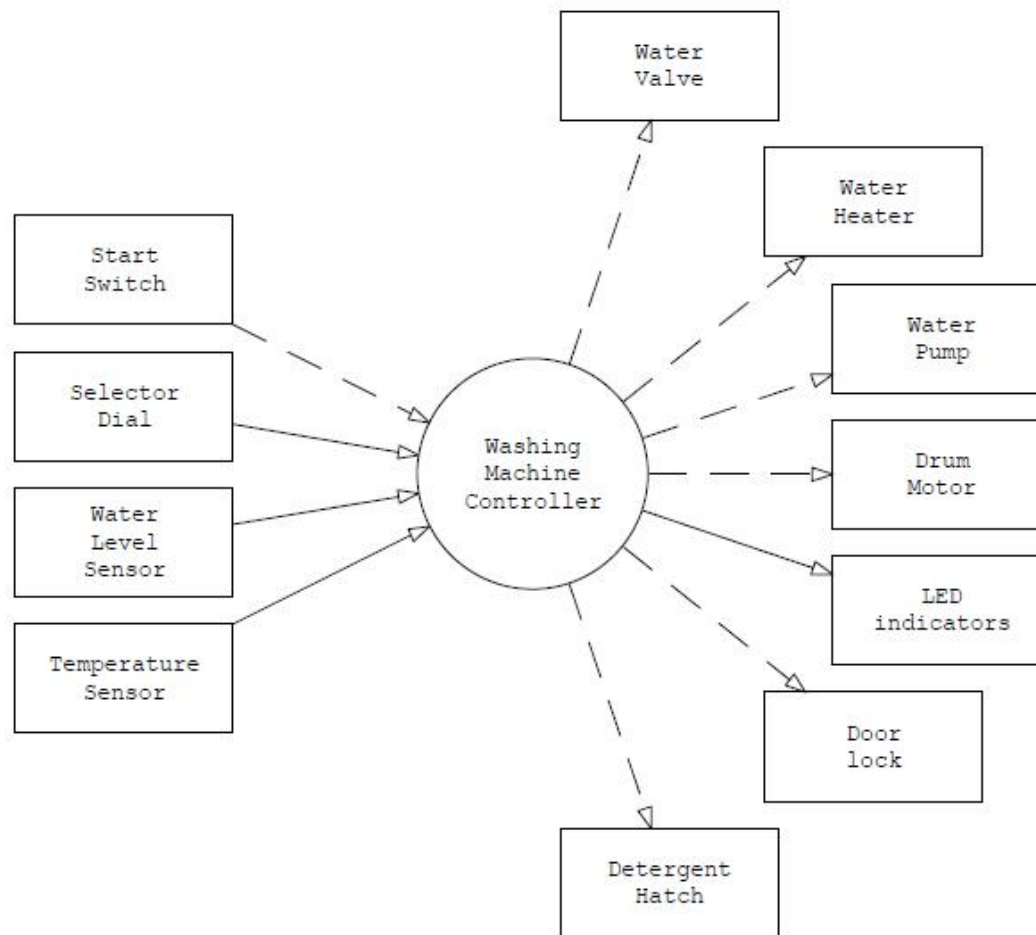 Water
Valve
Water
Heater
Start
Switch
Water
Pump
Selector
Dial
Washing
Machine
Controller
Drum
Motor
Water
Level
Sensor
LED
indicators
Temperature
Sensor
Door
lock
Detergent
Hatch